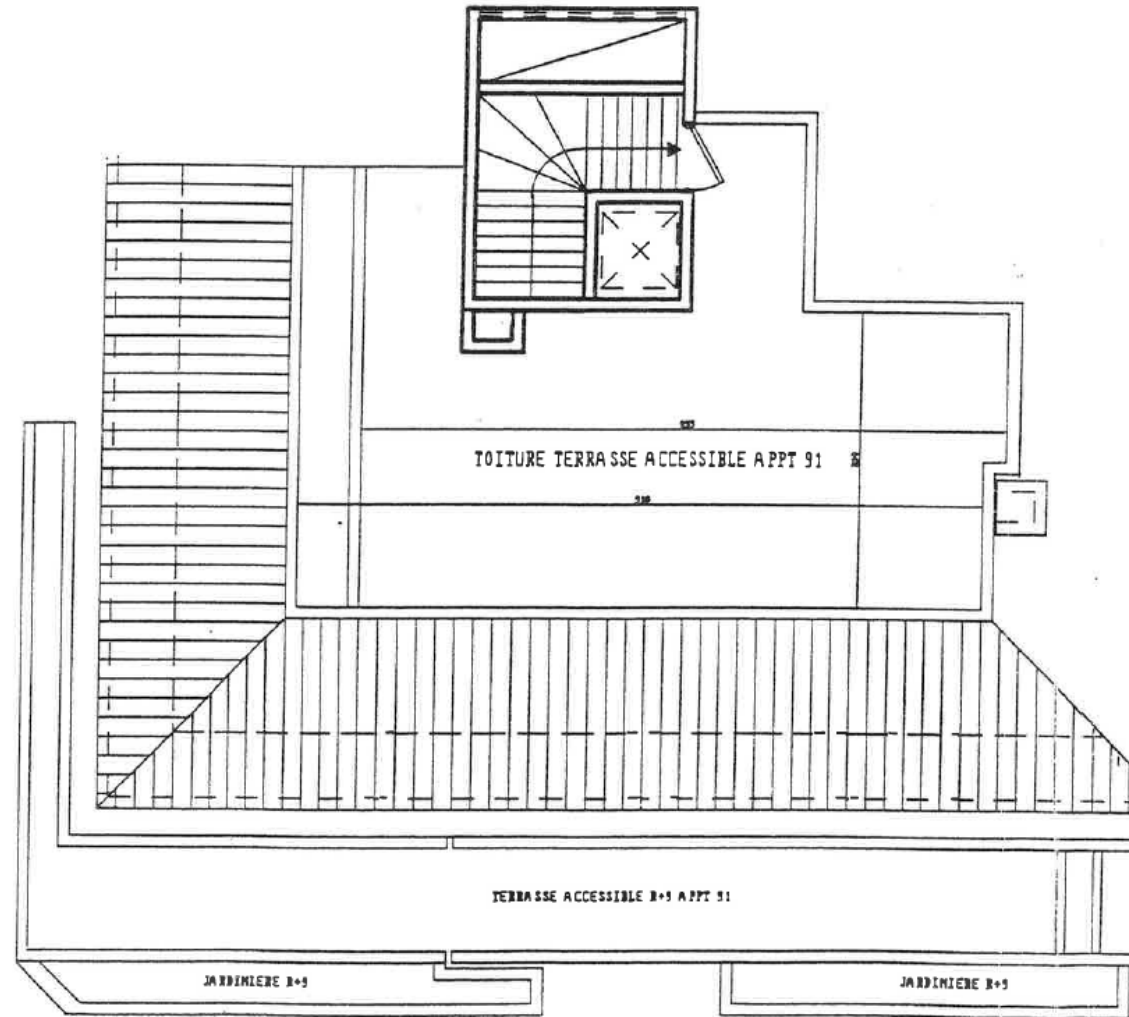 TOITURE TERRASSE ACCESSIBLE APPT 91
TERRASSE ACCESSIBLE R+9 APPT 91
JARDINIERE R+9
JARDINIERE R+9